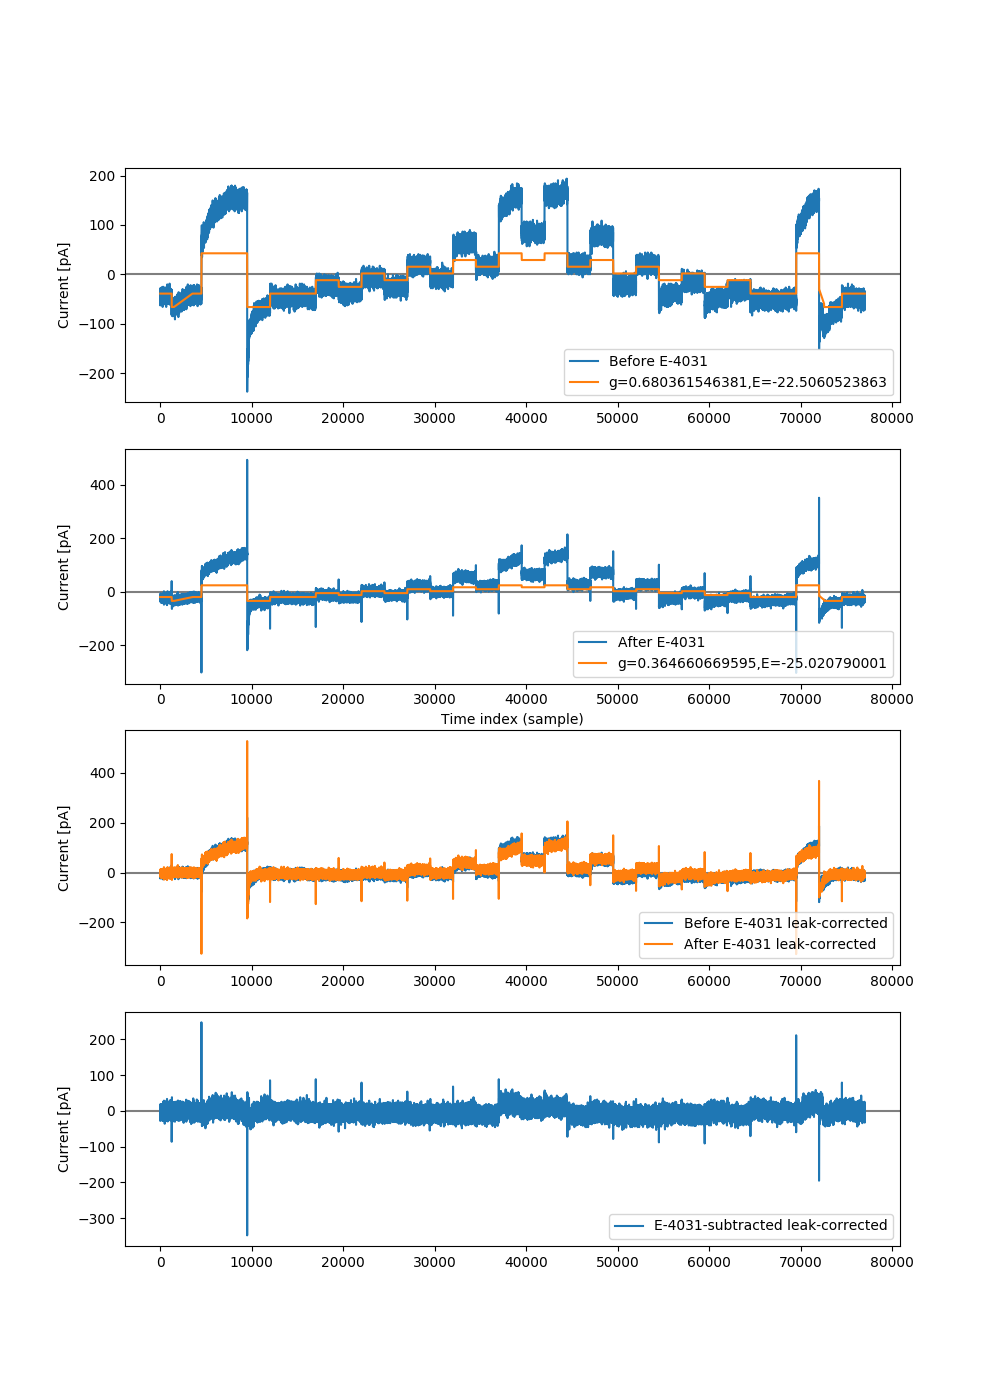 200
100
0
−100
−200
Current [pA]
Before E-4031
g=0.680361546381,E=-22.5060523863
0 10000 20000 30000 40000 50000 60000 70000 80000
400
200
0
−200
Current [pA]
After E-4031
g=0.364660669595,E=-25.020790001
0 10000 20000 30000 40000 50000 60000 70000 80000
Time index (sample)
400
200
0
−200
Current [pA]
Before E-4031 leak-corrected
After E-4031 leak-corrected
0 10000 20000 30000 40000 50000 60000 70000 80000
200
100
0
−100
−200
−300
Current [pA]
E-4031-subtracted leak-corrected
0 10000 20000 30000 40000 50000 60000 70000 80000